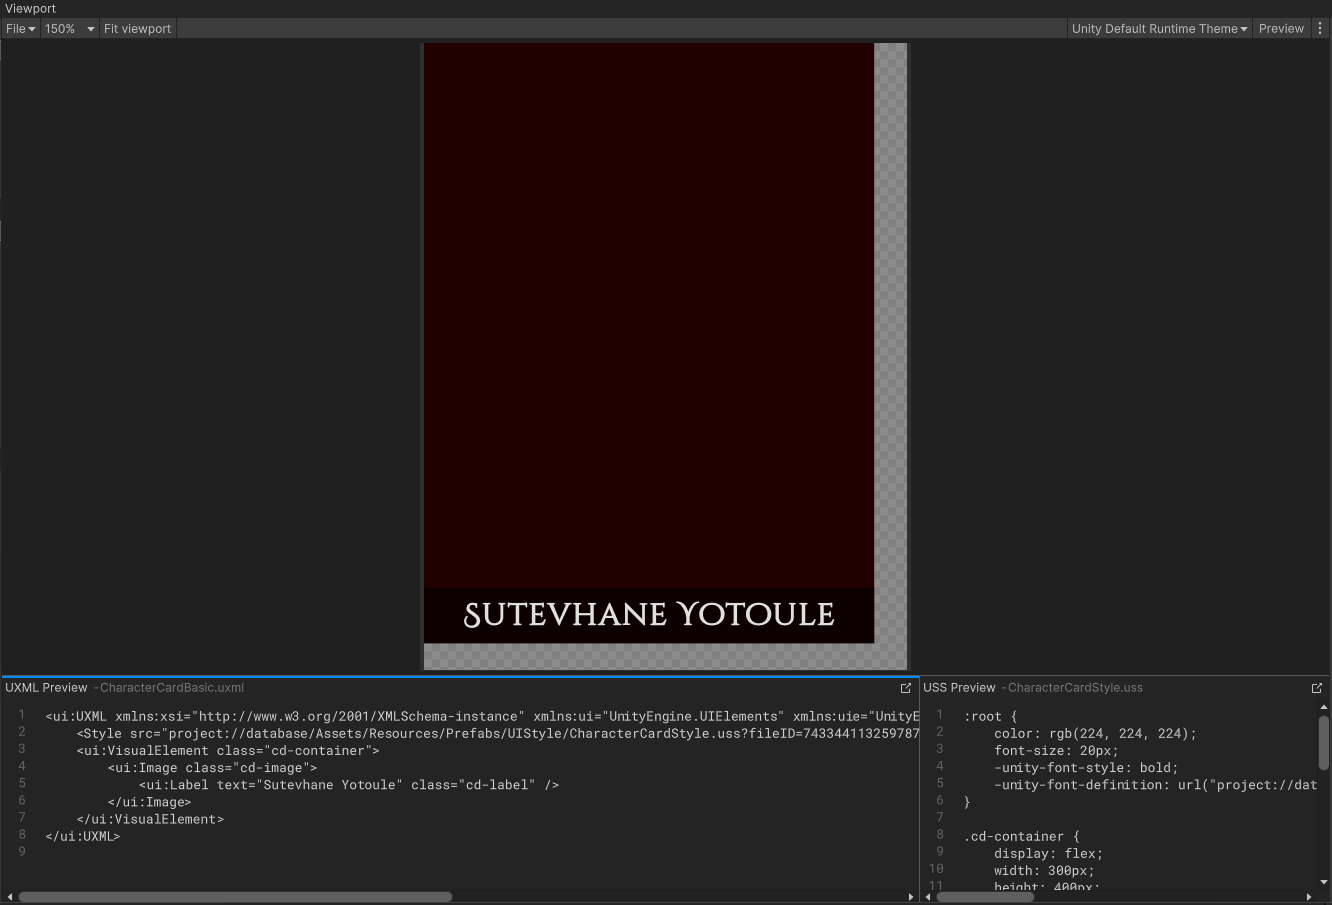 Viewport
File 150% Fit viewport Unity Default Runtime Theme Preview
SUTEVHANE YOTOULE
UXML Preview - CharacterCardBasic.uxml
1 <ui:UXML xmlns:xsi="http://www.w3.org/2001/XMLSchema-instance" xmlns:ui="UnityEngine.UIElements" xmlns:uie="UnityE
2 <Style src="project://database/Assets/Resources/Prefabs/UIStyle/CharacterCardStyle.uss?fileID=743344113259787
3 <ui:VisualElement class="cd-container">
4 <ui:Image class="cd-image">
5 <ui:Label text="Sutevhane Yotoule" class="cd-label" />
6 </ui:Image>
7 </ui:VisualElement>
8 </ui:UXML>
9
USS Preview - CharacterCardStyle.uss
1 :root {
2 color: rgb(224, 224, 224);
3 font-size: 20px;
4 -unity-font-style: bold;
5 -unity-font-definition: url("project://dat
6 }
7
8 .cd-container {
9 display: flex;
10 width: 300px;
11 height: 400px;